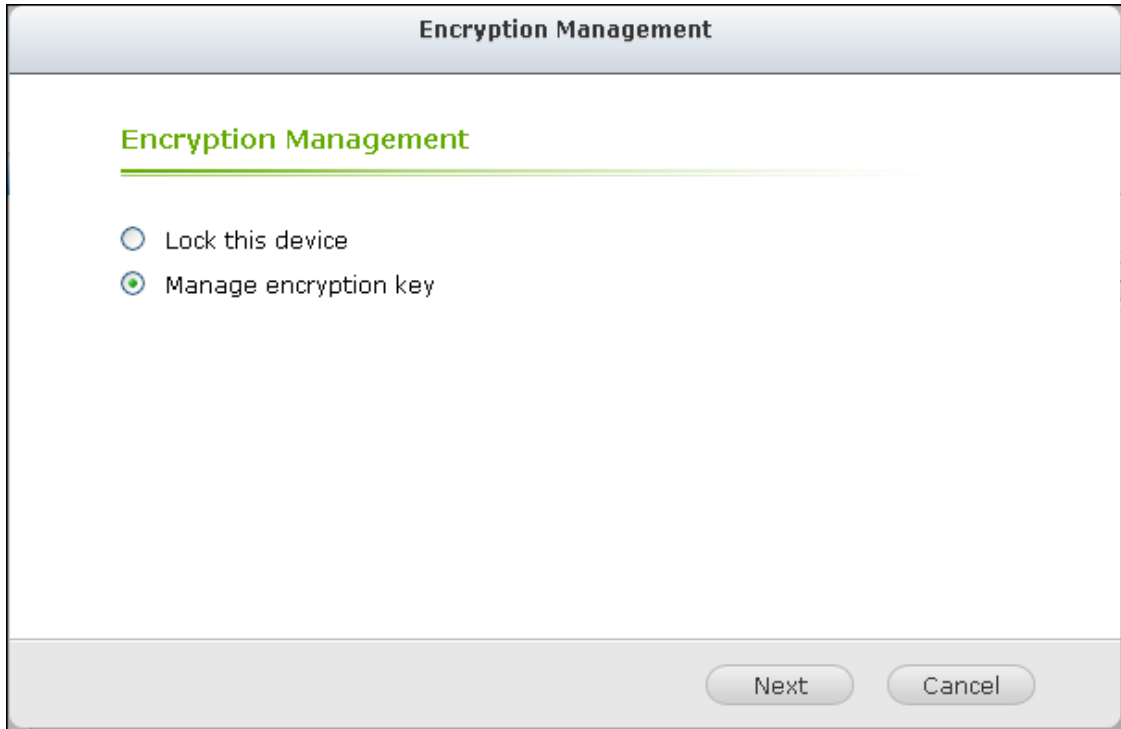 Encryption Management
Encryption Management
Lock this device
Manage encryption key
Next Cancel